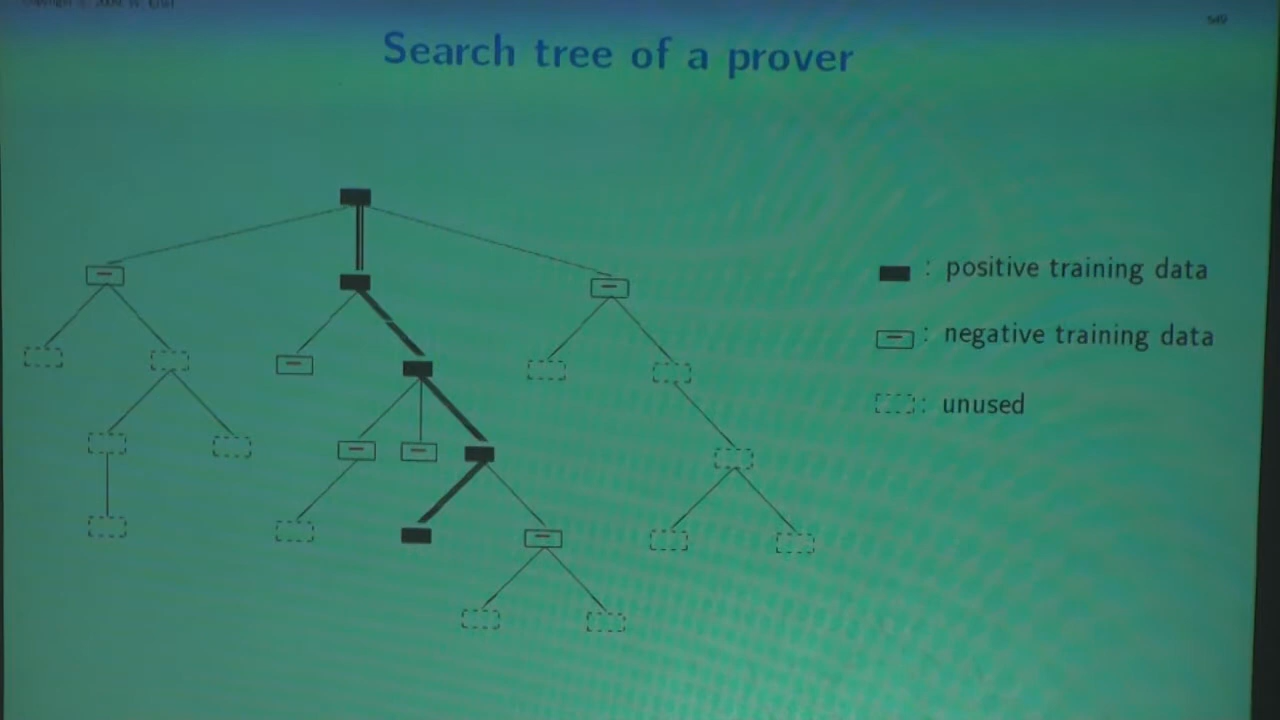 Search tree of a prover
: positive training data
: negative training data
: unused